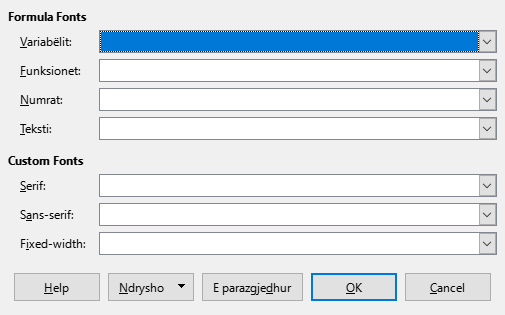 Formula Fonts
Variabëlit:
Funksionet:
Numrat:
Teksti:
Custom Fonts
Serif:
Sans-serif:
Fixed-width:
Help Ndrysho E parazgjedhur OK Cancel